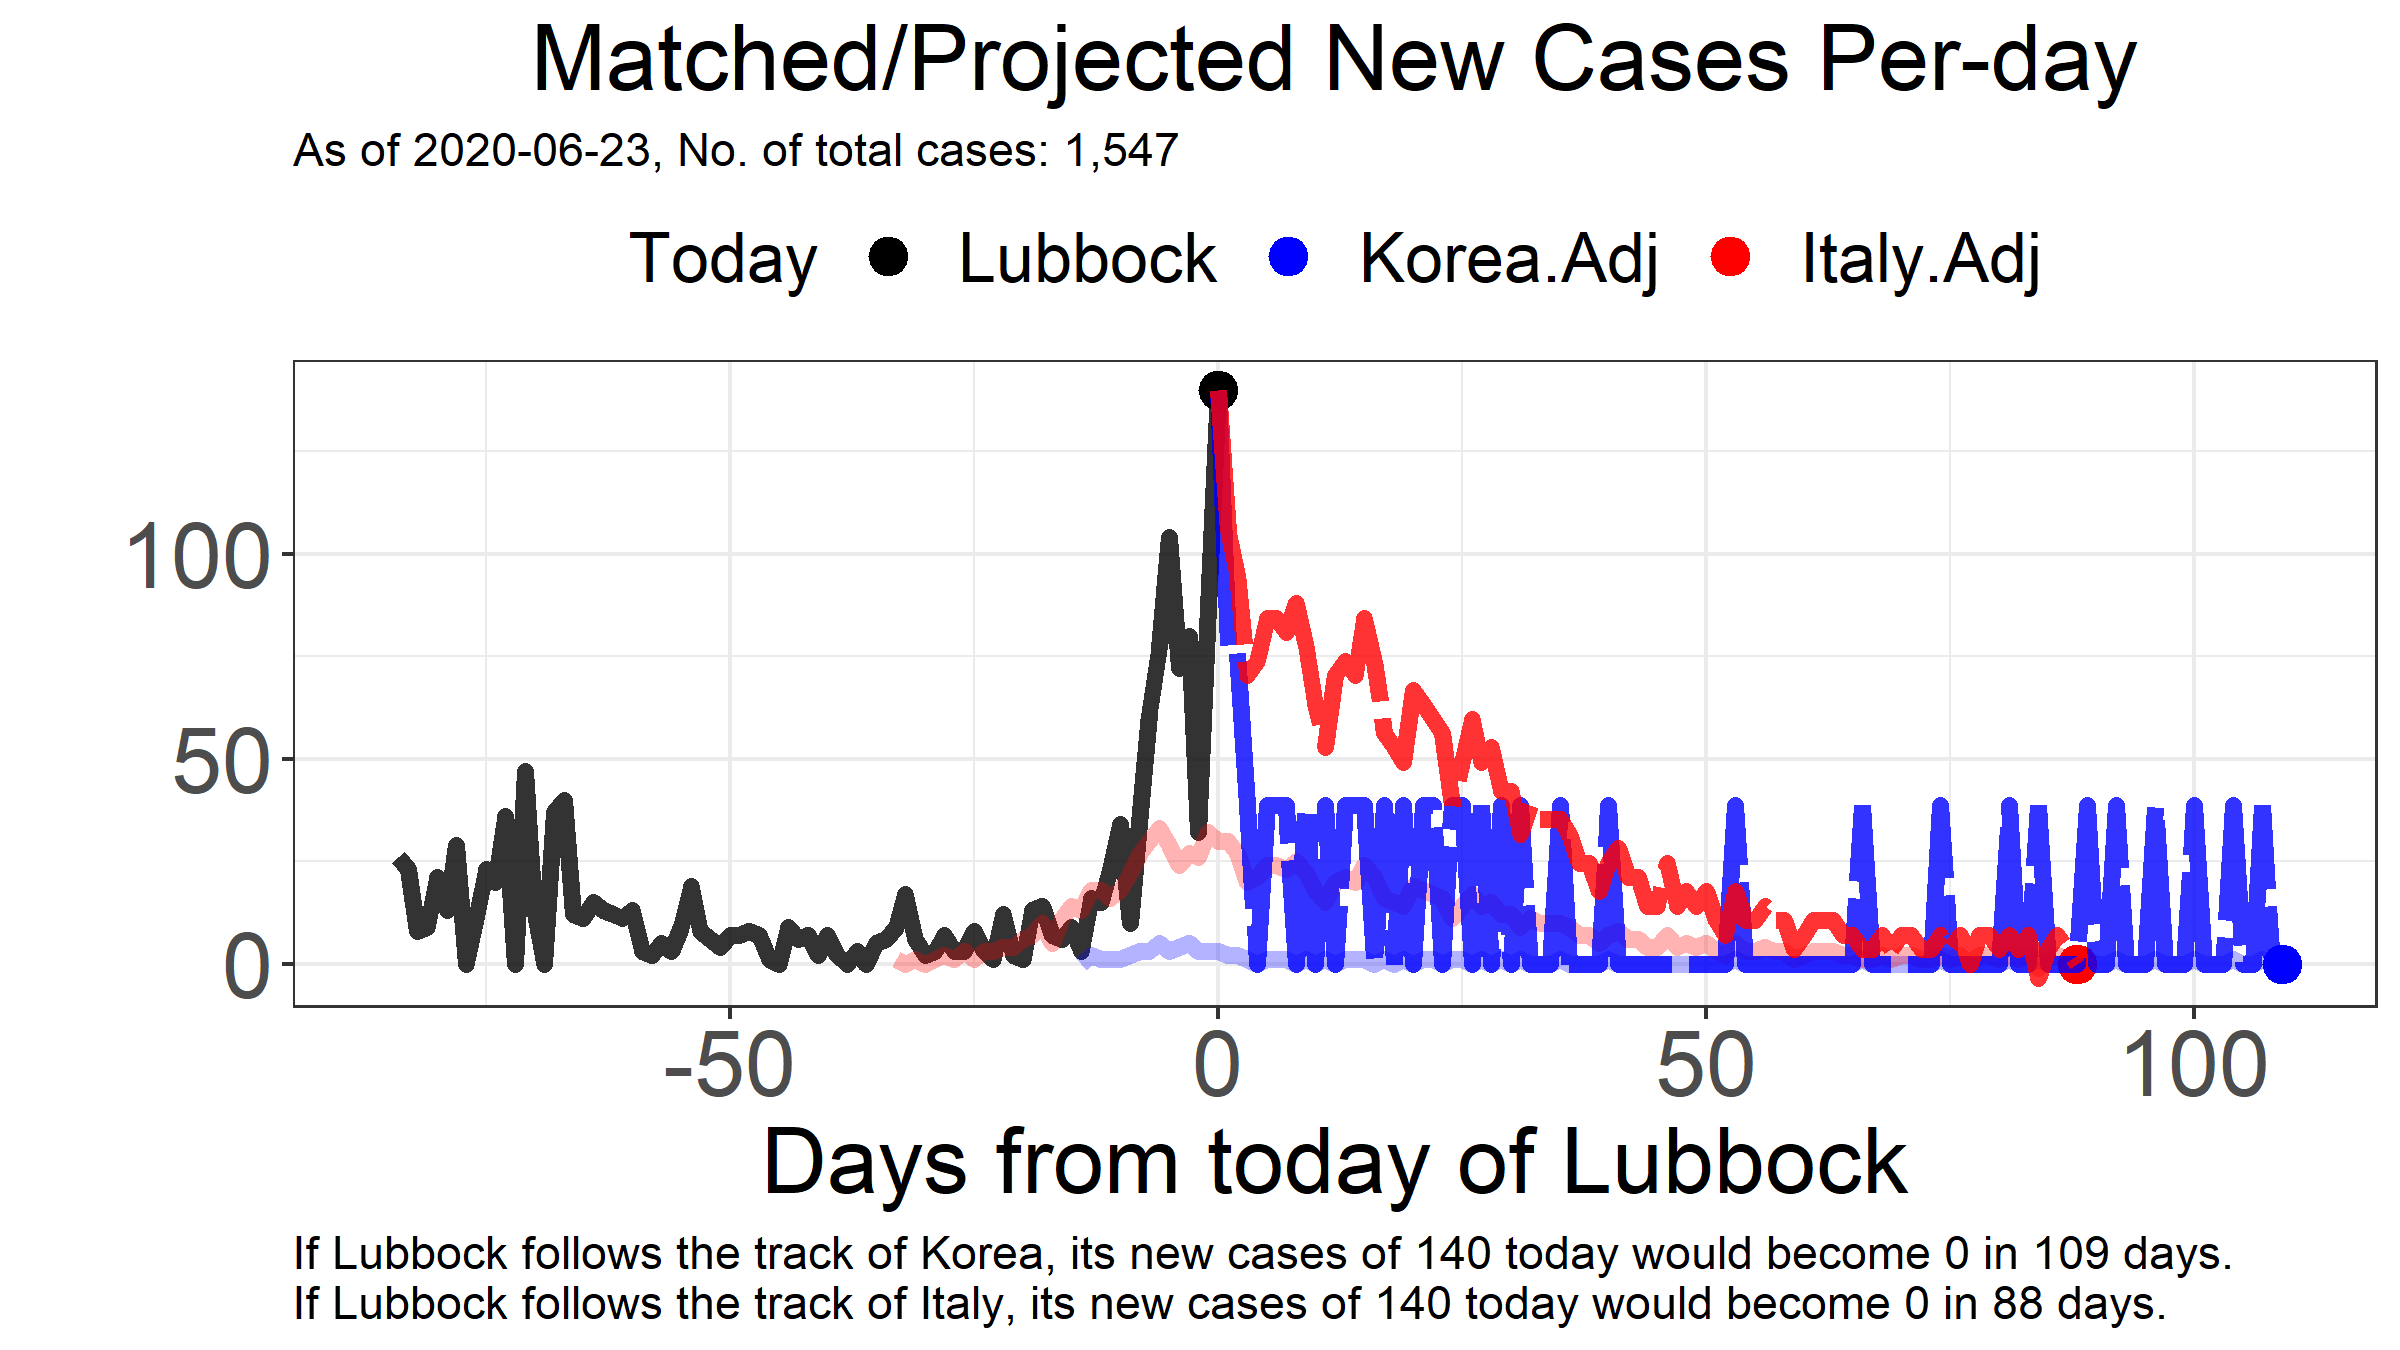 Matched/Projected New Cases Per-day
As of 2020-06-23, No. of total cases: 1,547
Today Lubbock Korea.Adj Italy.Adj
100
50
0
-50 0 50 100
Days from today of Lubbock
If Lubbock follows the track of Korea, its new cases of 140 today would become 0 in 109 days.
If Lubbock follows the track of Italy, its new cases of 140 today would become 0 in 88 days.